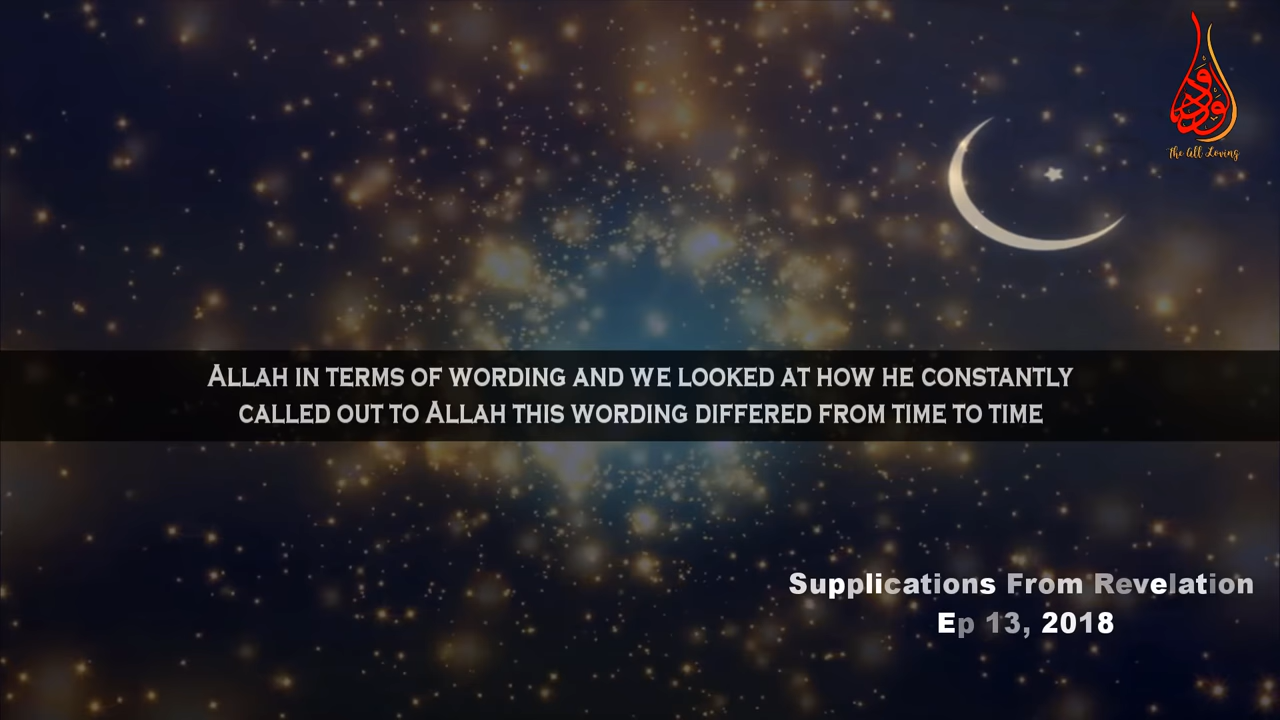 الودود
The All Loving
Allah in terms of wording and we looked at how he constantly
called out to Allah this wording differed from time to time
Supplications From Revelation
Ep 13, 2018